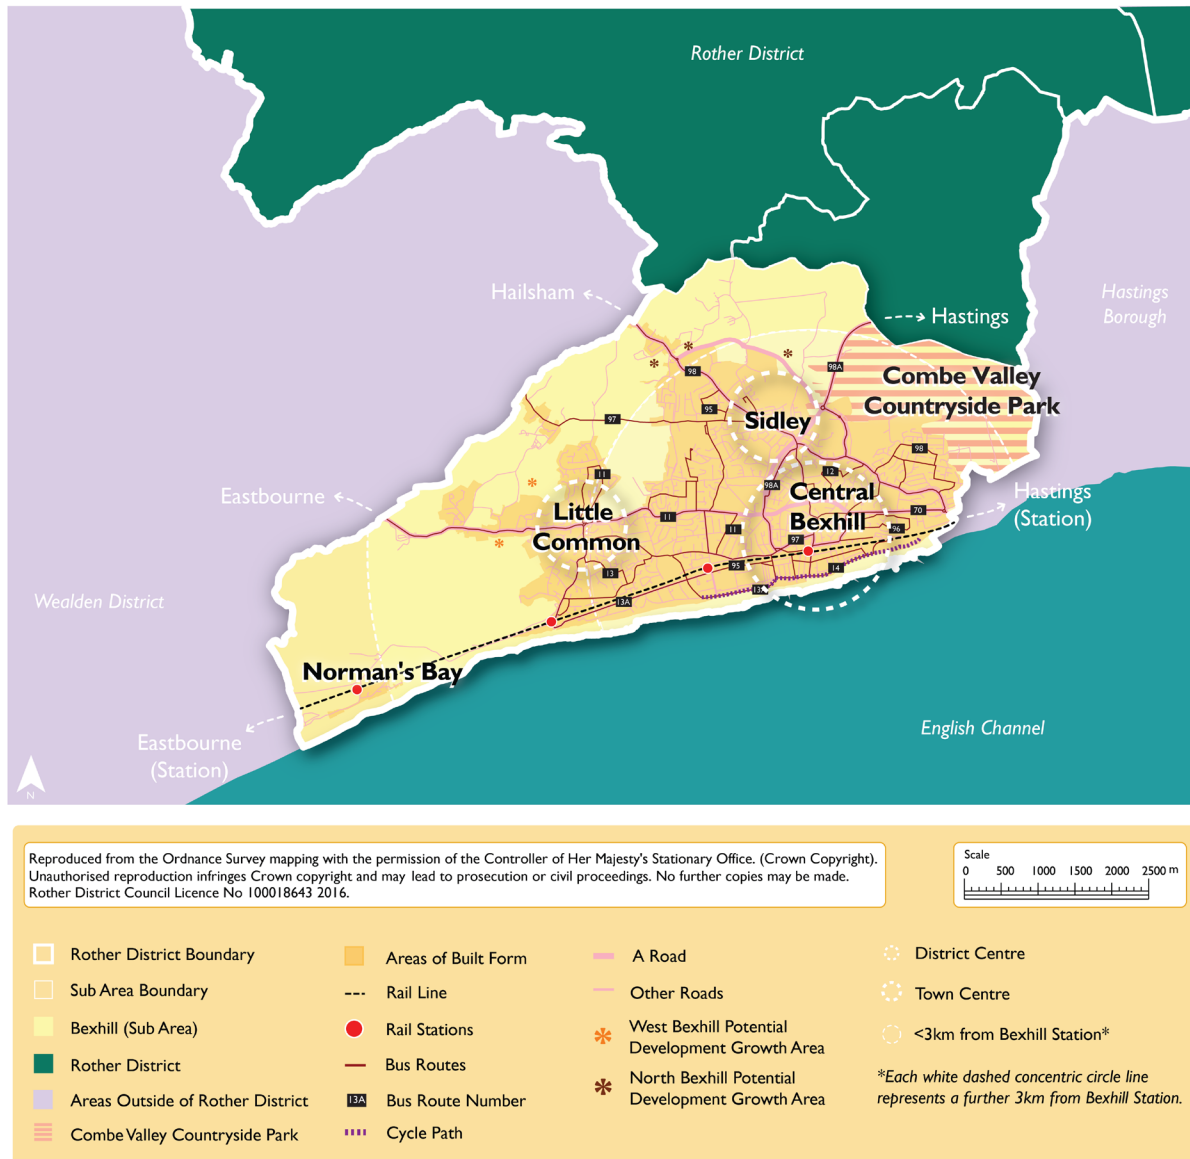 Rother District
Hailsham
Hastings
Hastings
Borough
Combe Valley
Countryside Park
98A
98
95
Sidley
97
98
11
12
98A
Central
Bexhill
Eastbourne
Hastings
(Station)
Little
Common
11
70
11
96
97
95
14
13
13A
Wealden District
Norman's Bay
English Channel
Eastbourne
(Station)
N
Reproduced from the Ordnance Survey mapping with the permission of the Controller of Her Majesty's Stationary Office. (Crown Copyright).
Unauthorised reproduction infringes Crown copyright and may lead to prosecution or civil proceedings. No further copies may be made.
Rother District Council Licence No 100018643 2016.
Scale
0 500 1000 1500 2000 2500 m
Rother District Boundary
Sub Area Boundary
Bexhill (Sub Area)
Rother District
Areas Outside of Rother District
Combe Valley Countryside Park
Areas of Built Form
Rail Line
Rail Stations
Bus Routes
13A
Bus Route Number
Cycle Path
A Road
Other Roads
West Bexhill Potential
Development Growth Area
North Bexhill Potential
Development Growth Area
District Centre
Town Centre
<3km from Bexhill Station*
*Each white dashed concentric circle line
represents a further 3km from Bexhill Station.